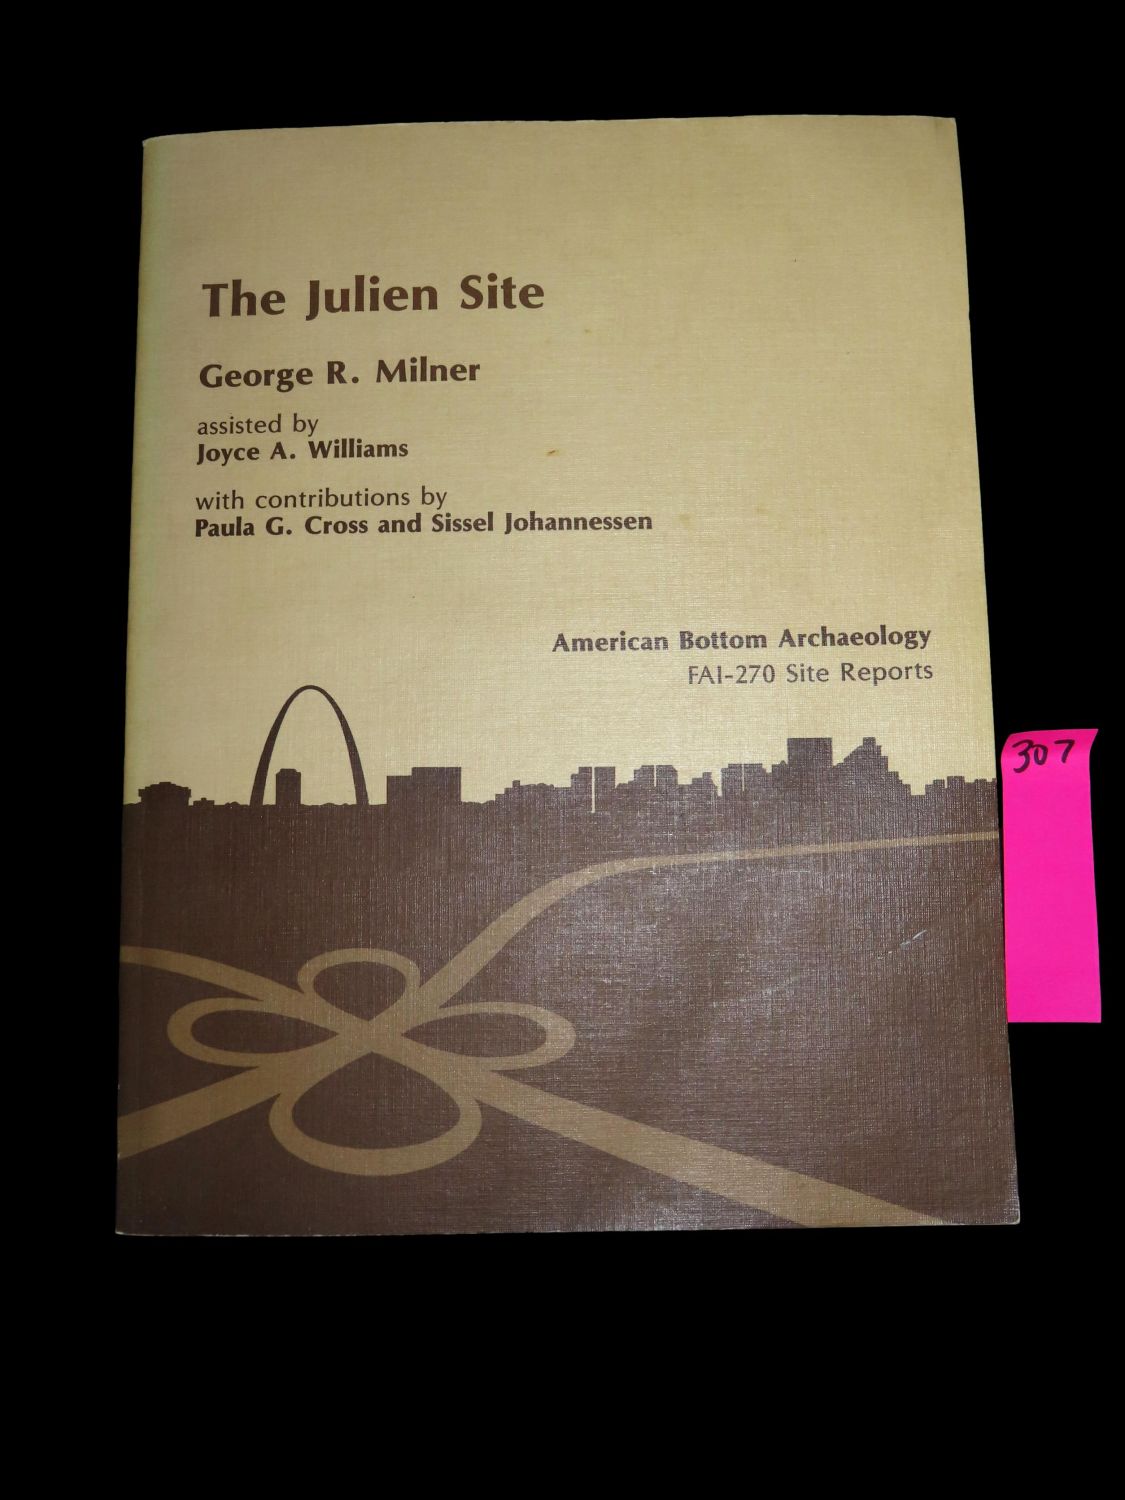 The Julien Site
George R. Milner
assisted by
Joyce A. Williams
with contributions by
Paula G. Cross and Sissel Johannessen
American Bottom Archaeology
FAI-270 Site Reports
307